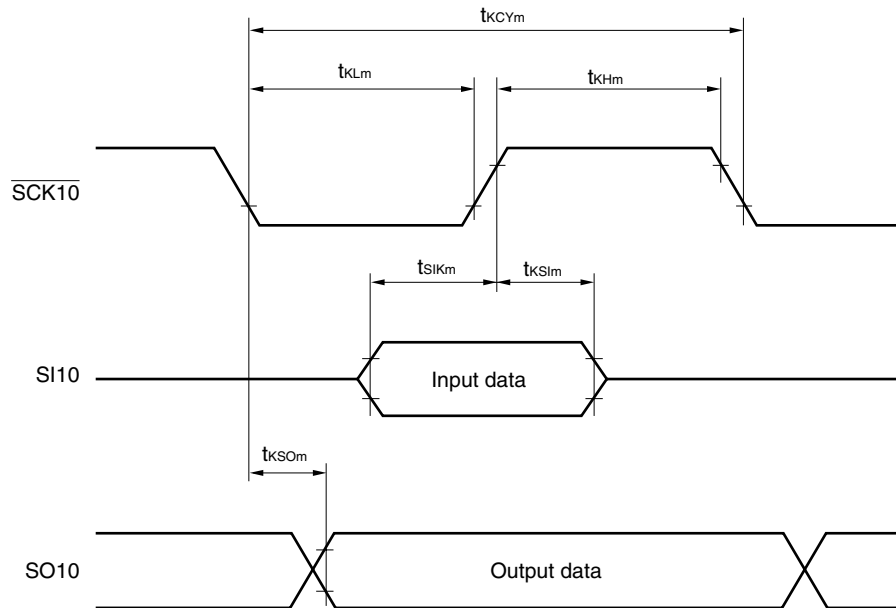 tKCYm
tKLm
tKHm
SCK10
tSIKm
tKSIm
SI10
Input data
tKSOm
SO10
Output data